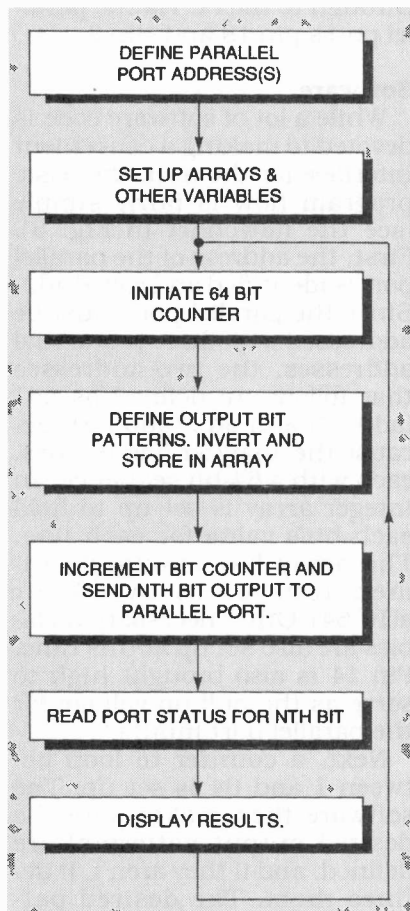 DEFINE PARALLEL
PORT ADDRESS(S)
SET UP ARRAYS &
OTHER VARIABLES
INITIATE 64 BIT
COUNTER
DEFINE OUTPUT BIT
PATTERNS. INVERT AND
STORE IN ARRAY
INCREMENT BIT COUNTER AND
SEND NTH BIT OUTPUT TO
PARALLEL PORT.
READ PORT STATUS FOR NTH BIT
DISPLAY RESULTS.